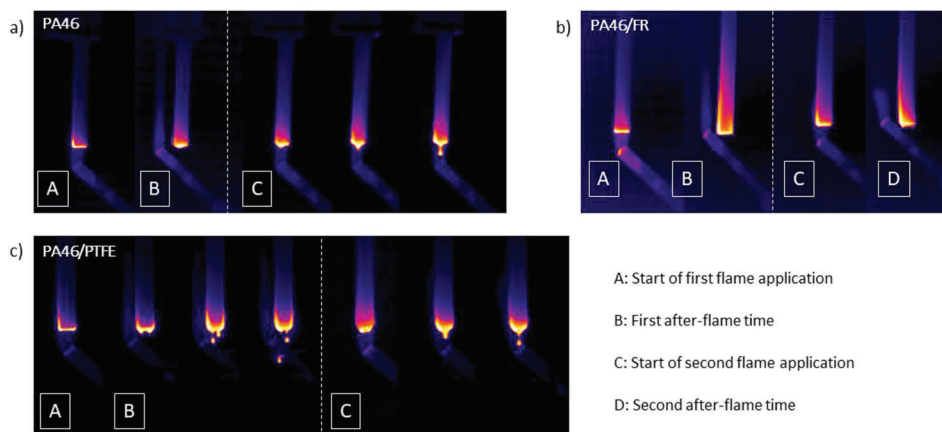 a)
PA46
A
B
C
b)
PA46/FR
A
B
C
D
c)
PA46/PTFE
A
B
C
A: Start of first flame application
B: First after-flame time
C: Start of second flame application
D: Second after-flame time